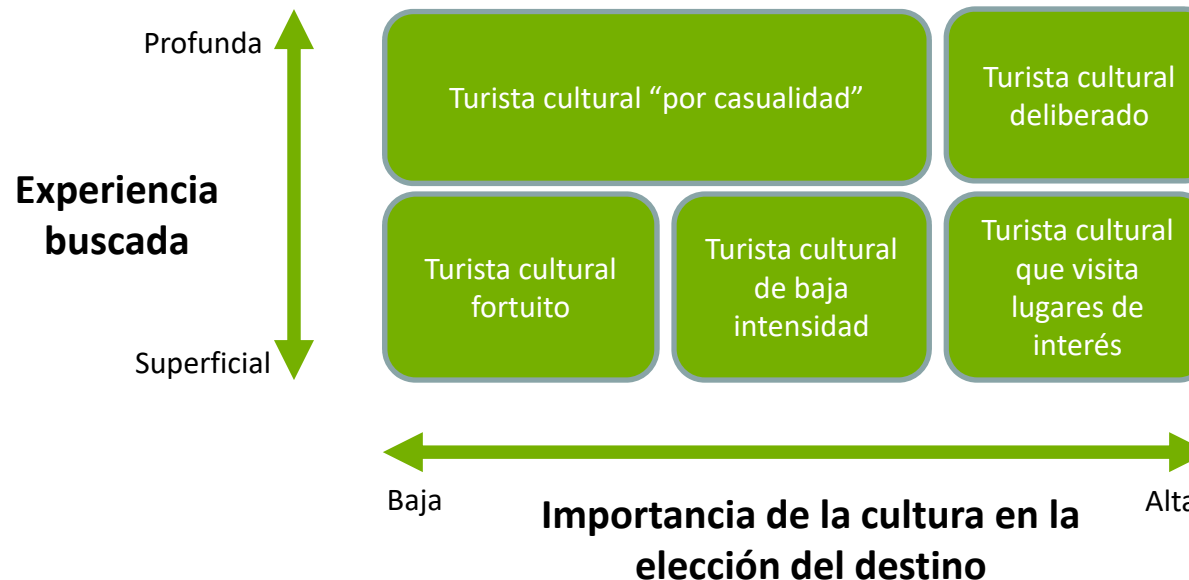 Profunda
Turista cultural “por casualidad”
Turista cultural
deliberado
Experiencia
buscada
Turista cultural
fortuito
Turista cultural
de baja
intensidad
Turista cultural
que visita
lugares de
interés
Superficial
Baja
Alta
Importancia de la cultura en la
elección del destino